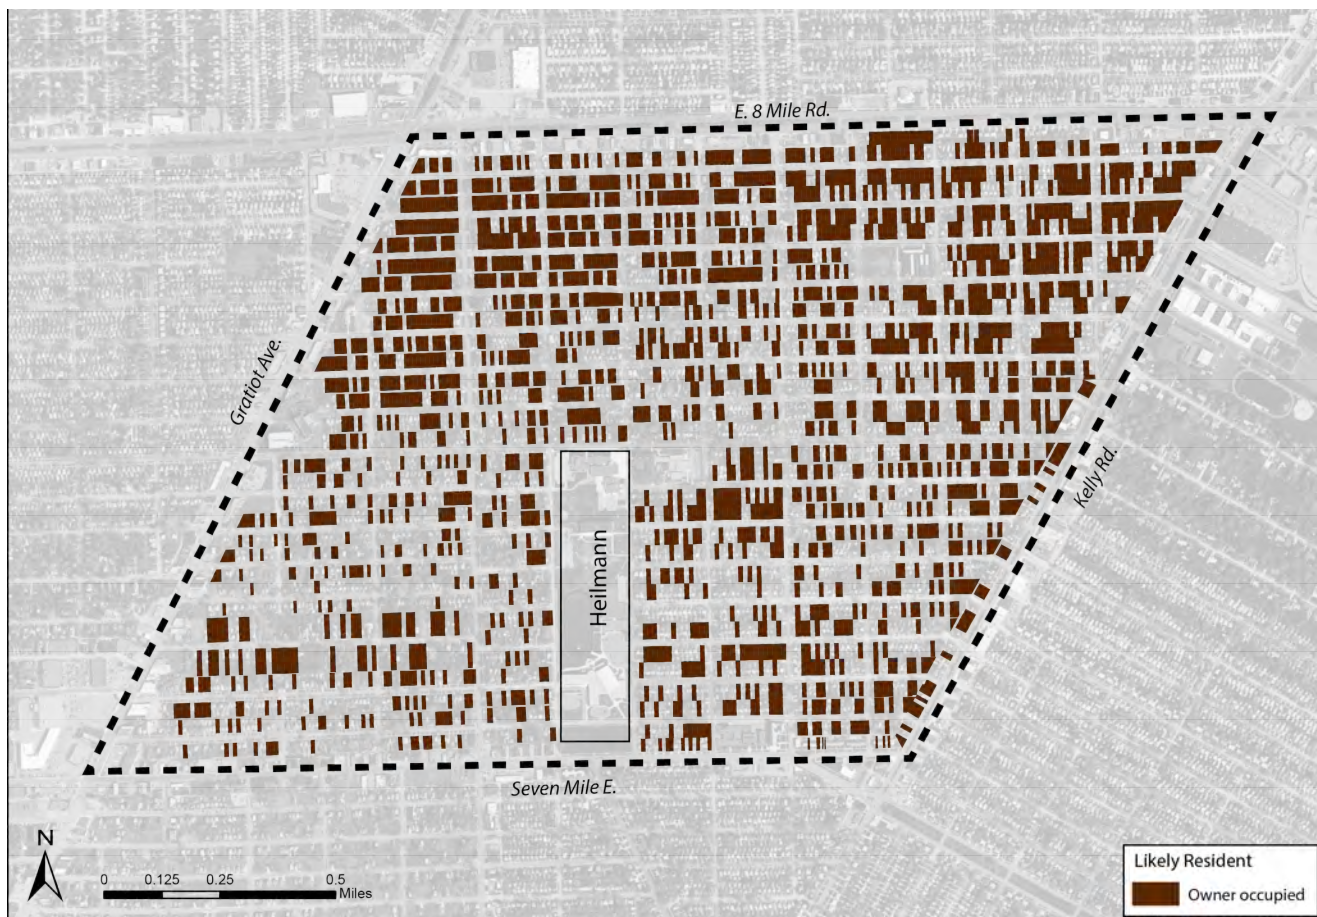 E. 8 Mile Rd.
Gratiot Ave.
Kelly Rd.
Heilmann
Seven Mile E.
N
0 0.125 0.25 0.5
Miles
Likely Resident
Owner occupied